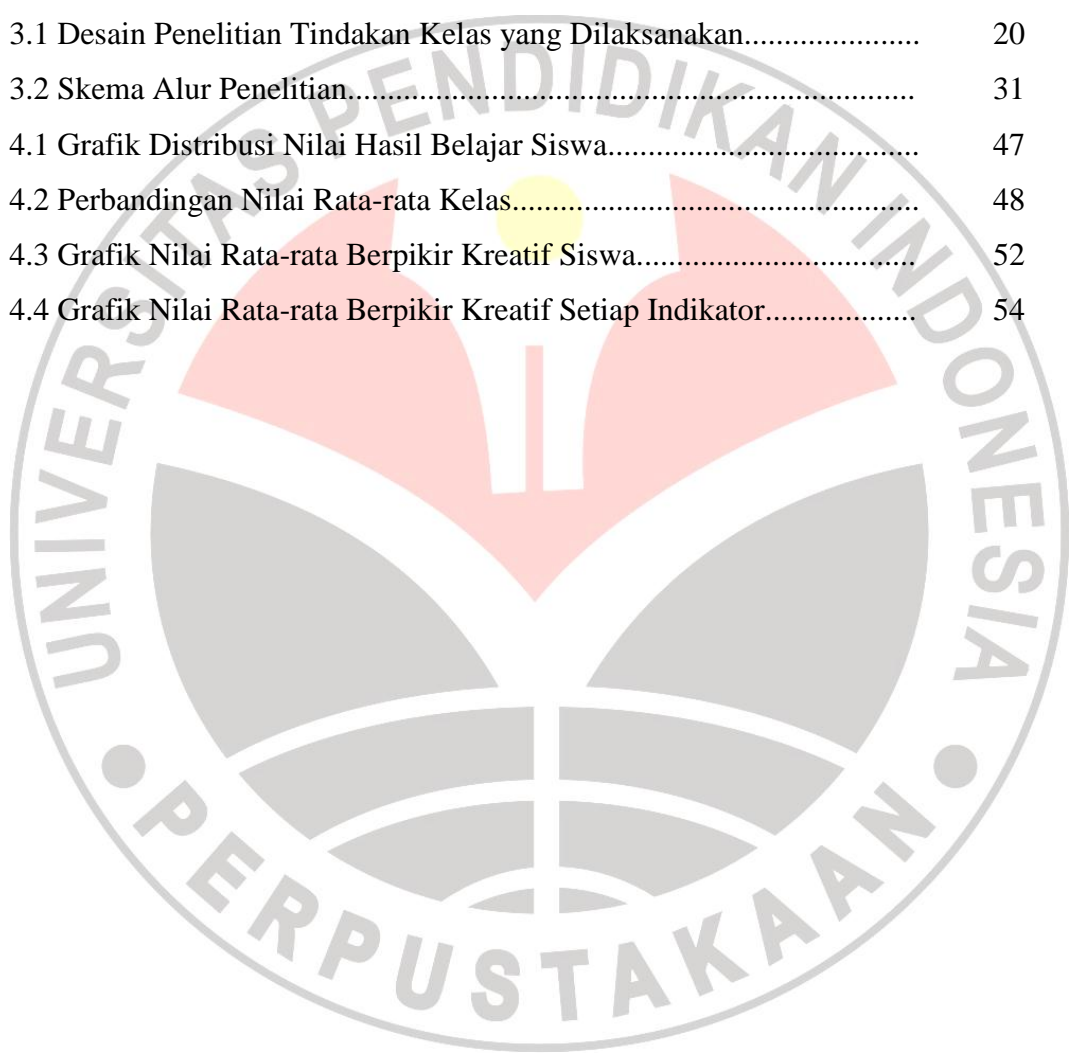 3.1 Desain Penelitian Tindakan Kelas yang Dilaksanakan...................... 20
3.2 Skema Alur Penelitian...................................................................... 31
4.1 Grafik Distribusi Nilai Hasil Belajar Siswa...................................... 47
4.2 Perbandingan Nilai Rata-rata Kelas.................................................. 48
4.3 Grafik Nilai Rata-rata Berpikir Kreatif Siswa.................................. 52
4.4 Grafik Nilai Rata-rata Berpikir Kreatif Setiap Indikator................... 54
UNIVERSITAS PENDIDIKAN INDONESIA
PERPUSTAKAAN